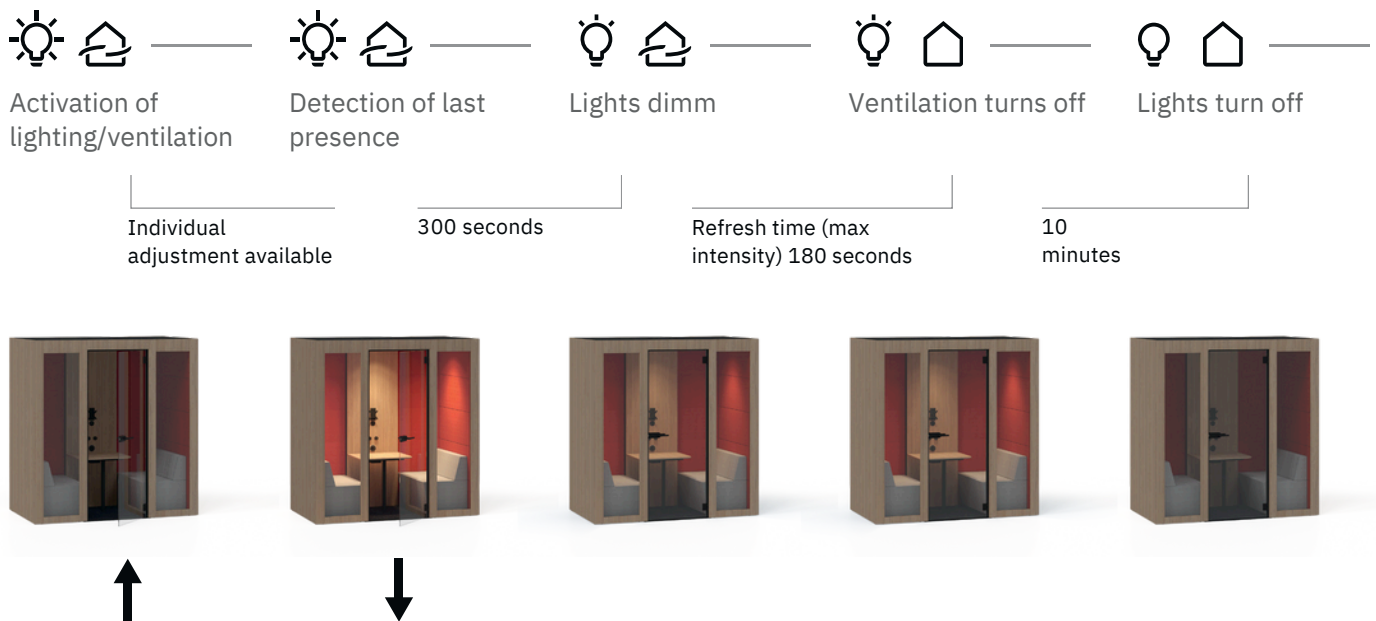 Activation of
lighting/ventilation
Detection of last
presence
Lights dimm
Ventilation turns off
Lights turn off
Individual
adjustment available
300 seconds
Refresh time (max
intensity) 180 seconds
10
minutes